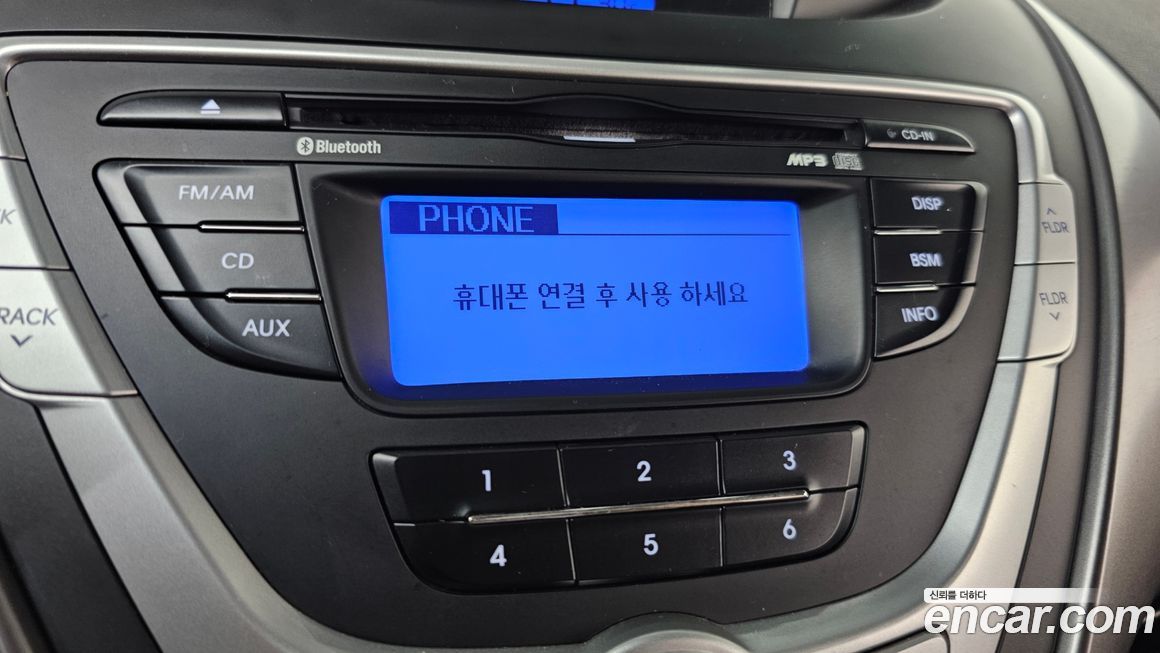 CD-IN
Bluetooth
MP3
FM/AM
CD
AUX
TRACK
PHONE
휴대폰 연결 후 사용 하세요
DISP
BSM
INFO
FLDR
FLDR
1
2
3
4
5
6
신뢰를 더하다
encar.com